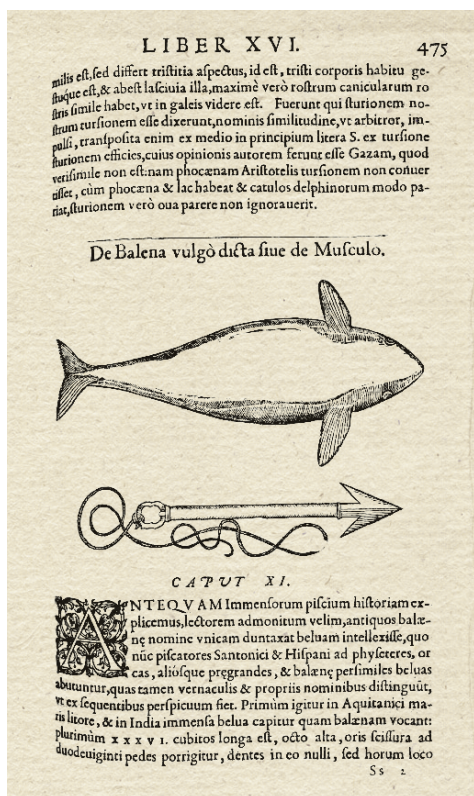 LIBER XVI. 475
milis est, sed differt tristitia aspectus, id est, tristi corporis habitu ge-
stuque est, & abest lasciuia illa, maximè verò rostrum canicularum ro
stris simile habet, vt in galeis videre est. Fuerunt qui sturionem no-
strum tursionem esse dixerunt, nominis similitudine, vt arbitror, im-
pulsi, transposita enim ex medio in principium litera S. ex tursione
sturionem efficies, cuius opinionis autorem ferunt esse Gazam, quod
verisimile non est: nam phocænam Aristotelis tursionem non conuer
tisset, cùm phocæna & lac habeat & catulos delphinorum modo pa-
riat, sturionem verò oua parere non ignorauerit.
De Balena vulgò dicta siue de Musculo.
CAPVT XI.
ANTEQVAM Immensorum piscium historiam ex-
plicemus, lectorem admonitum velim, antiquos balæ-
nę nomine vnicam duntaxat beluam intellexisse, quo
nũc piscatores Santonici & Hispani ad physeteres, or
cas, aliósque pręgrandes, & balænę persimiles beluas
abutuntur, quas tamen vernaculis & propriis nominibus distinguũt,
vt ex sequentibus perspicuum fiet. Primùm igitur in Aquitanici ma-
ris litore, & in India immensa belua capitur quam balænam vocant:
plurimùm xxxvi. cubitos longa est, octo alta, oris scissura ad
duodeuiginti pedes porrigitur, dentes in eo nulli, sed horum loco
Ss 2